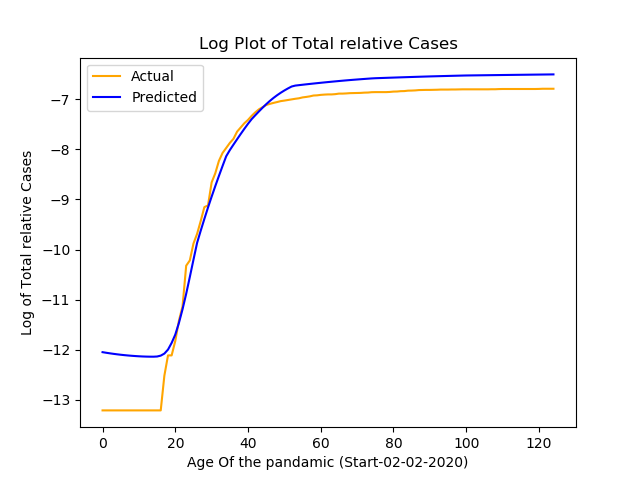 Log Plot of Total relative Cases
Actual
Predicted
Log of Total relative Cases
−7
−8
−9
−10
−11
−12
−13
0 20 40 60 80 100 120
Age Of the pandamic (Start-02-02-2020)